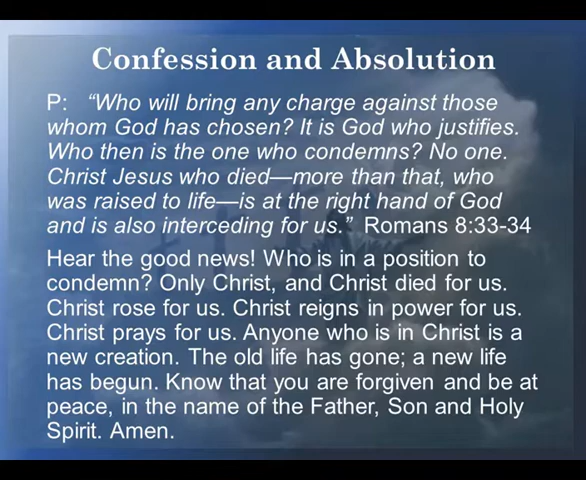 Confession and Absolution
P: “Who will bring any charge against those
whom God has chosen? It is God who justifies.
Who then is the one who condemns? No one.
Christ Jesus who died—more than that, who
was raised to life—is at the right hand of God
and is also interceding for us.” Romans 8:33-34
Hear the good news! Who is in a position to
condemn? Only Christ, and Christ died for us.
Christ rose for us. Christ reigns in power for us.
Christ prays for us. Anyone who is in Christ is a
new creation. The old life has gone; a new life
has begun. Know that you are forgiven and be at
peace, in the name of the Father, Son and Holy
Spirit. Amen.